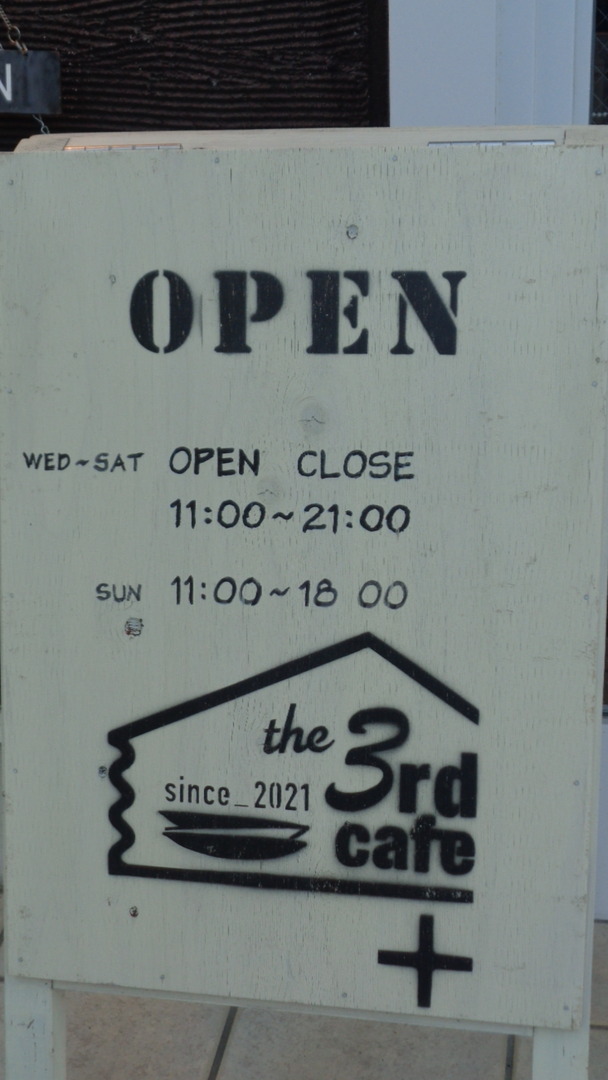 N
OPEN
WED~SAT OPEN CLOSE
11:00~21:00
SUN 11:00~18 00
the 3rd
since_2021
cafe
+